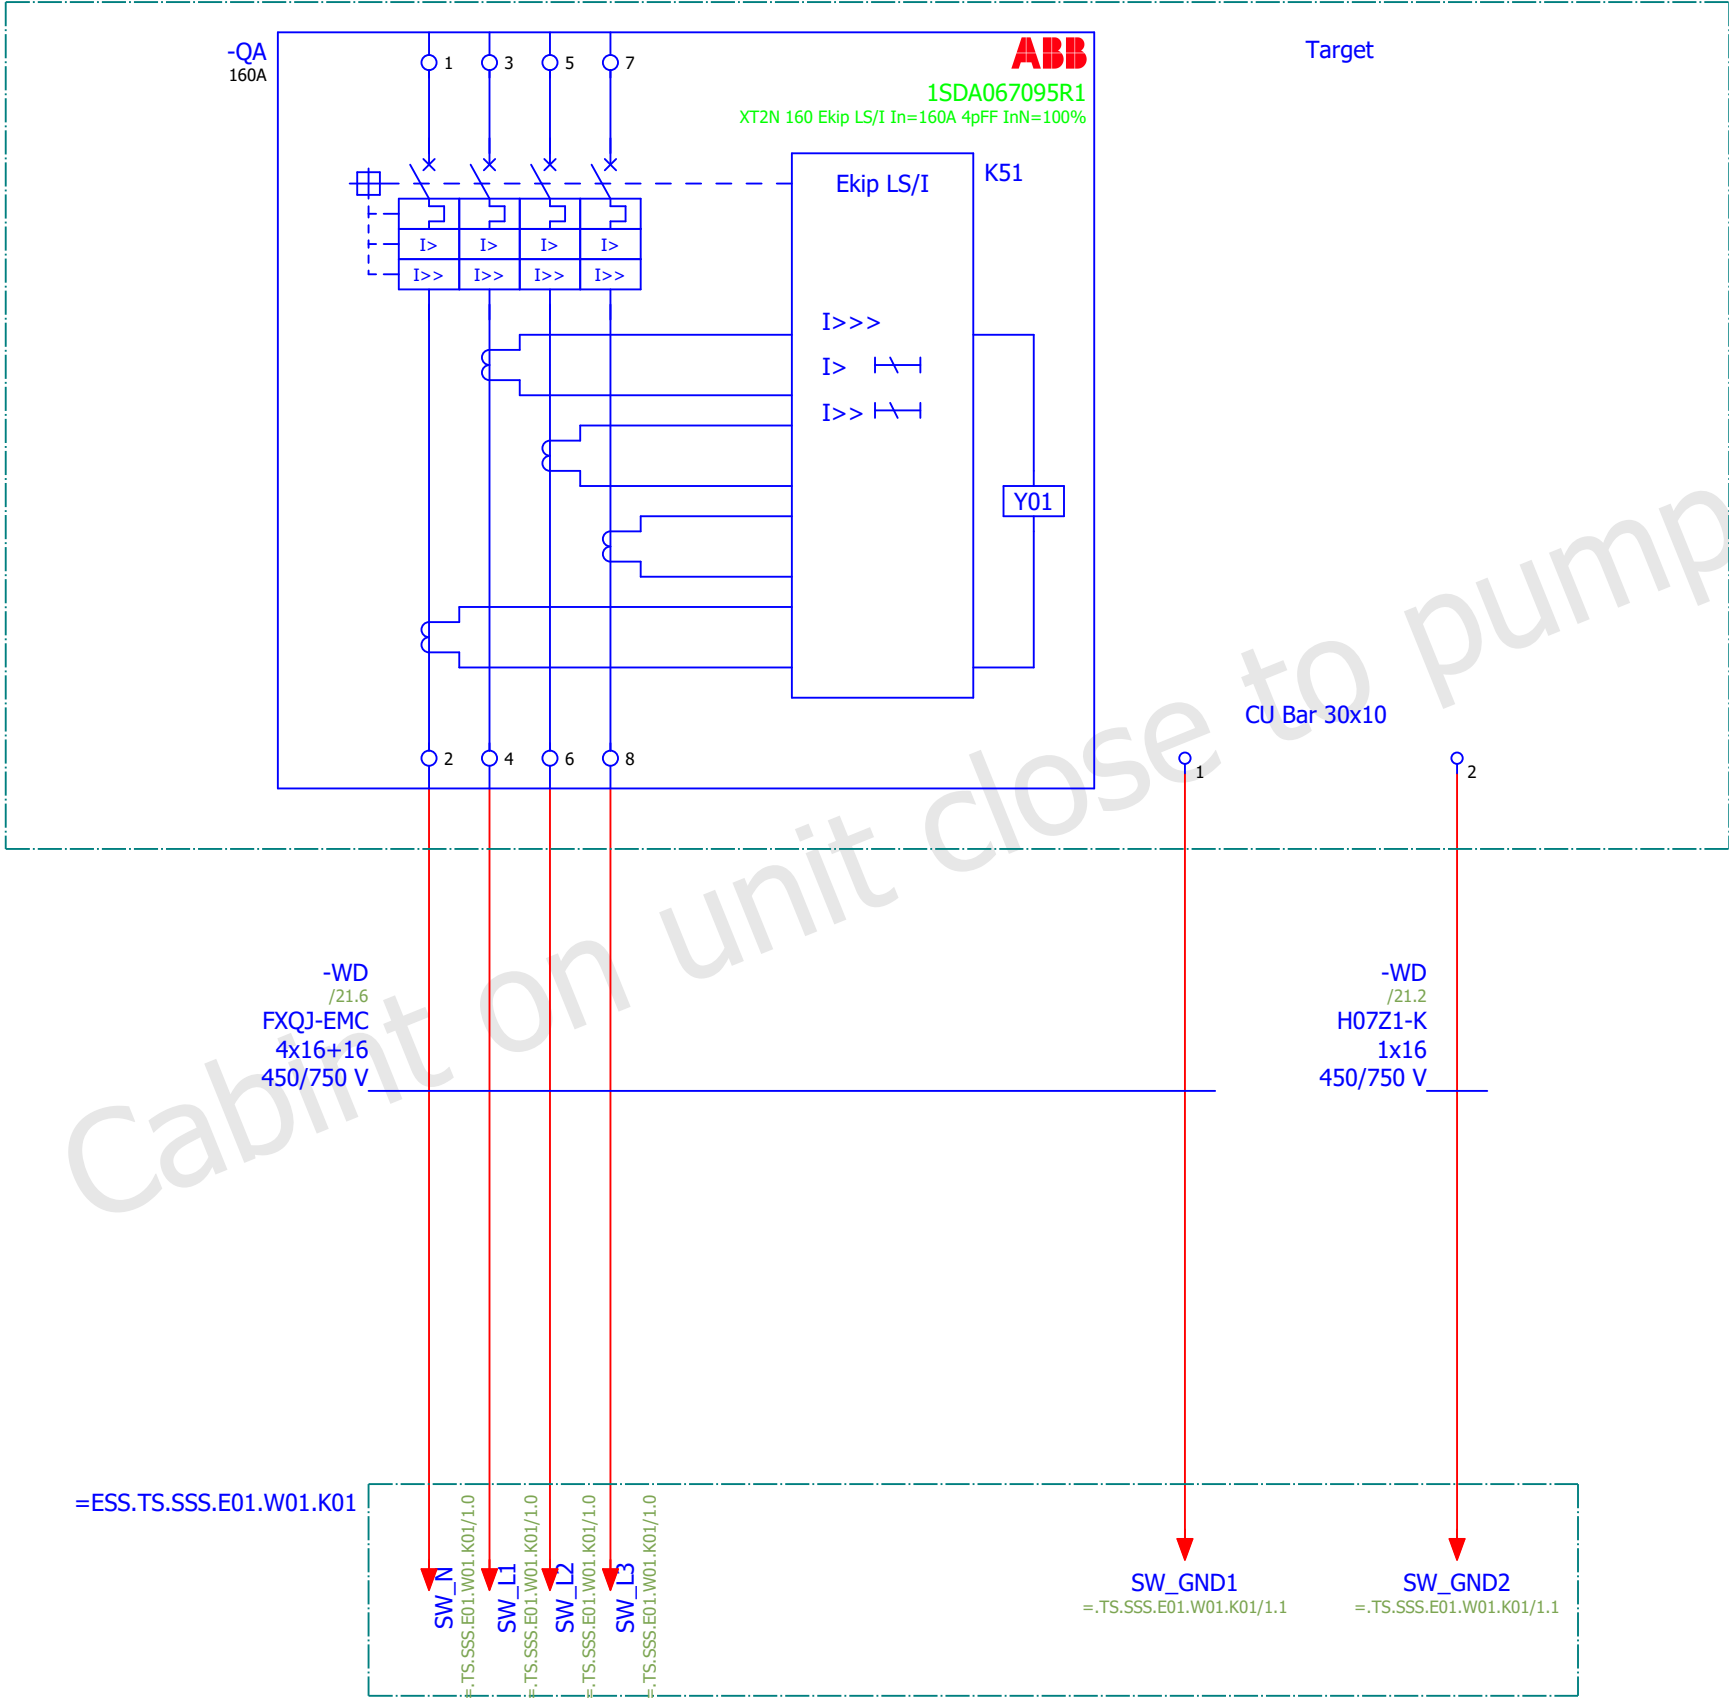 -QA
160A
1
3
5
7
ABB
1SDA067095R1
XT2N 160 Ekip LS/I In=160A 4pFF InN=100%
Target
Ekip LS/I
K51
I>
I>
I>
I>
I>>
I>>
I>>
I>>
I>>>
I>
I>>
Y01
CU Bar 30x10
2
4
6
8
1
2
Cabint on unit close to pump
-WD
/21.6
FXQJ-EMC
4x16+16
450/750 V
-WD
/21.2
H07Z1-K
1x16
450/750 V
=ESS.TS.SSS.E01.W01.K01
SW_N
=.TS.SSS.E01.W01.K01/1.0
SW_L1
=.TS.SSS.E01.W01.K01/1.0
SW_L2
=.TS.SSS.E01.W01.K01/1.0
SW_L3
=.TS.SSS.E01.W01.K01/1.0
SW_GND1
=.TS.SSS.E01.W01.K01/1.1
SW_GND2
=.TS.SSS.E01.W01.K01/1.1